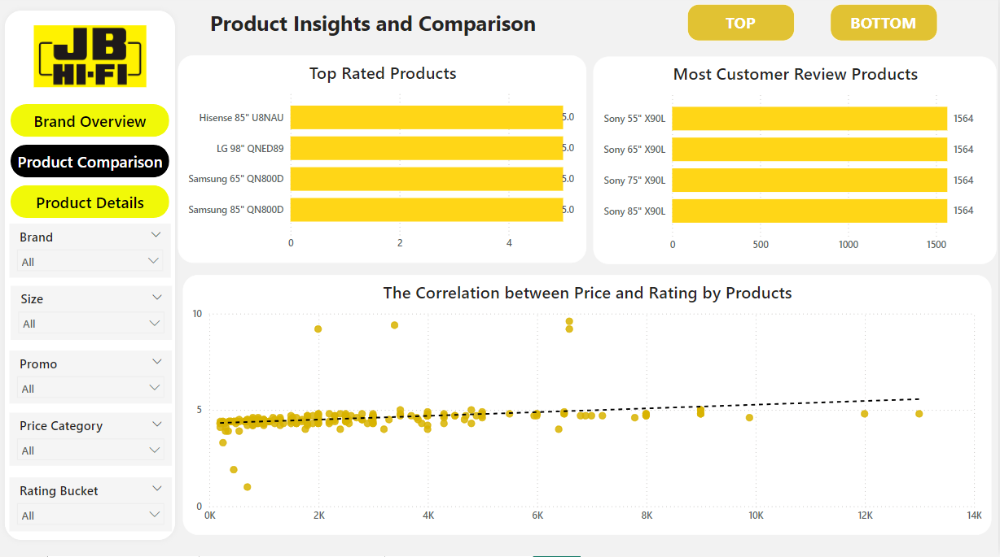 JB
HI-FI
Product Insights and Comparison
TOP
BOTTOM
Brand Overview
Product Comparison
Product Details
Brand
All
Size
All
Promo
All
Price Category
All
Rating Bucket
All
Top Rated Products
Hisense 85" U8NAU
5.0
LG 98" QNED89
5.0
Samsung 65" QN800D
5.0
Samsung 85" QN800D
5.0
0
2
4
Most Customer Review Products
Sony 55" X90L
1564
Sony 65" X90L
1564
Sony 75" X90L
1564
Sony 85" X90L
1564
0
500
1000
1500
The Correlation between Price and Rating by Products
10
5
0
0K
2K
4K
6K
8K
10K
12K
14K